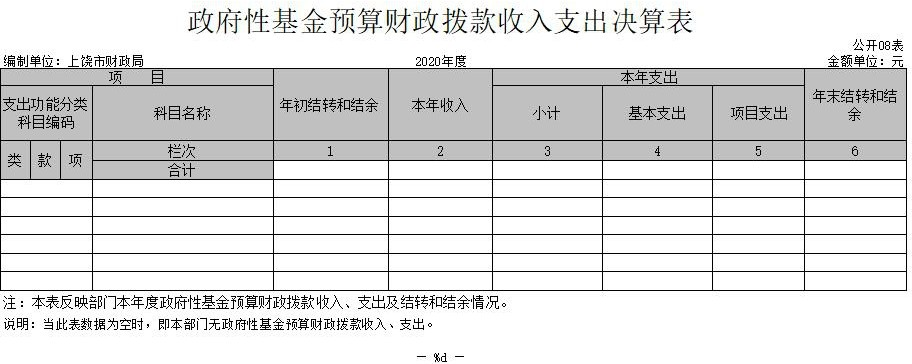 政府性基金预算财政拨款收入支出决算表
公开08表
编制单位：上饶市财政局 2020年度 金额单位：元
项 目 年初结转和结余 本年收入 本年支出 年末结转和结余
支出功能分类科目编码 科目名称 小计 基本支出 项目支出
类 款 项 栏次 1 2 3 4 5 6
合计
注：本表反映部门本年度政府性基金预算财政拨款收入、支出及结转和结余情况。
说明：当此表数据为空时，即本部门无政府性基金预算财政拨款收入、支出。
— %d —